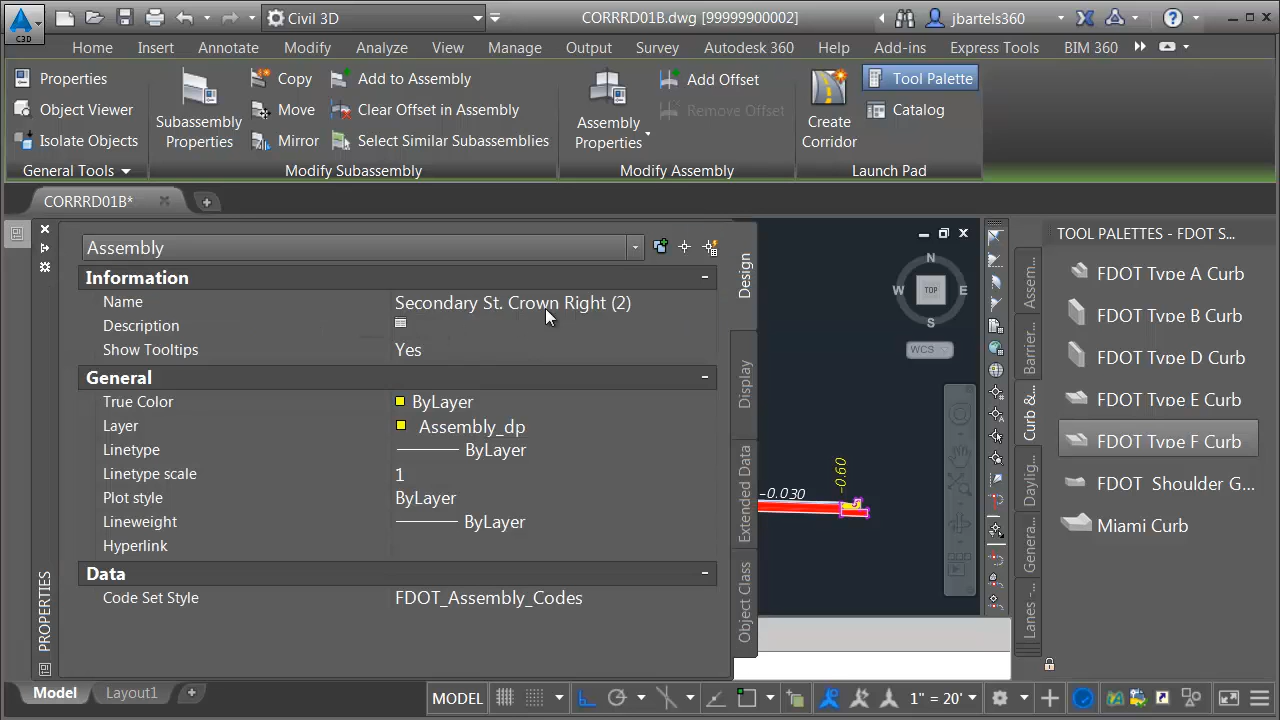 C3D
Civil 3D
CORRRD01B.dwg [99999900002]
jbartels360
Home Insert Annotate Modify Analyze View Manage Output Survey Autodesk 360 Help Add-ins Express Tools BIM 360
Properties
Object Viewer
Isolate Objects
General Tools
Subassembly
Properties
Copy
Move
Mirror
Add to Assembly
Clear Offset in Assembly
Select Similar Subassemblies
Modify Subassembly
Assembly
Properties
Add Offset
Remove Offset
Modify Assembly
Create
Corridor
Tool Palette
Catalog
Launch Pad
CORRRD01B*
Assembly
Information
Name Secondary St. Crown Right (2)
Description
Show Tooltips Yes
General
True Color ByLayer
Layer Assembly_dp
Linetype ByLayer
Linetype scale 1
Plot style ByLayer
Lineweight ByLayer
Hyperlink
Data
Code Set Style FDOT_Assembly_Codes
PROPERTIES
Design
Display
Extended Data
Object Class
N
W TOP E
S
WCS
-0.030
-0.60
TOOL PALETTES - FDOT S...
Assem...
Barrier...
Curb &...
Daylig...
Genera...
Lanes -...
FDOT Type A Curb
FDOT Type B Curb
FDOT Type D Curb
FDOT Type E Curb
FDOT Type F Curb
FDOT Shoulder G...
Miami Curb
Model Layout1
MODEL
1" = 20'